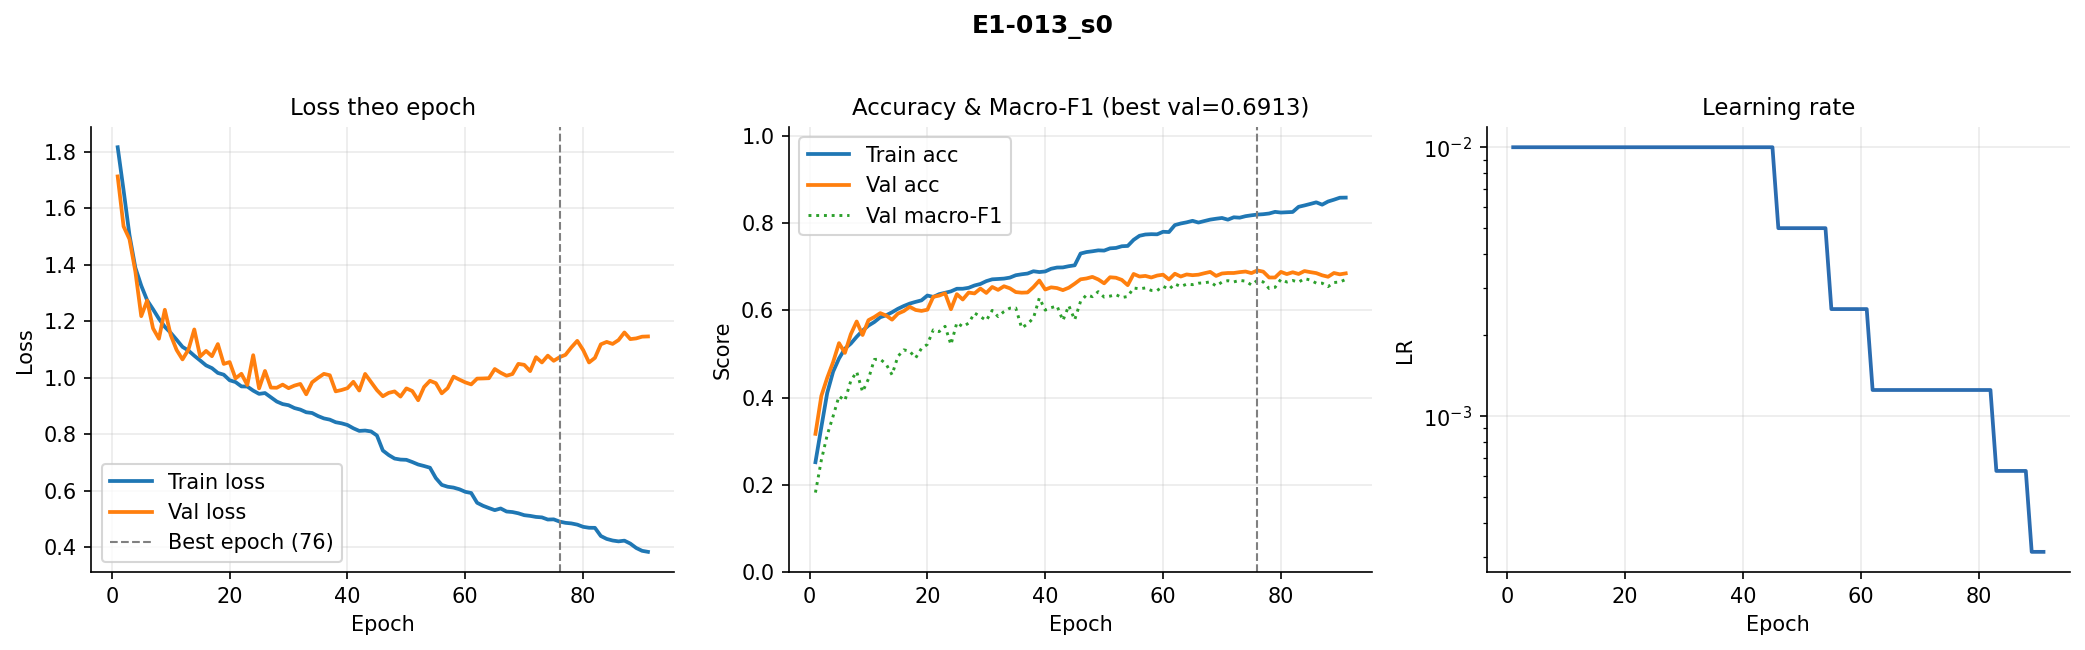 E1-013_s0
Loss theo epoch
Loss
1.8
1.6
1.4
1.2
1.0
0.8
0.6
0.4
Train loss
Val loss
Best epoch (76)
0 20 40 60 80
Epoch
Accuracy & Macro-F1 (best val=0.6913)
Score
1.0
0.8
0.6
0.4
0.2
0.0
Train acc
Val acc
Val macro-F1
0 20 40 60 80
Epoch
Learning rate
LR
10⁻²
10⁻³
0 20 40 60 80
Epoch